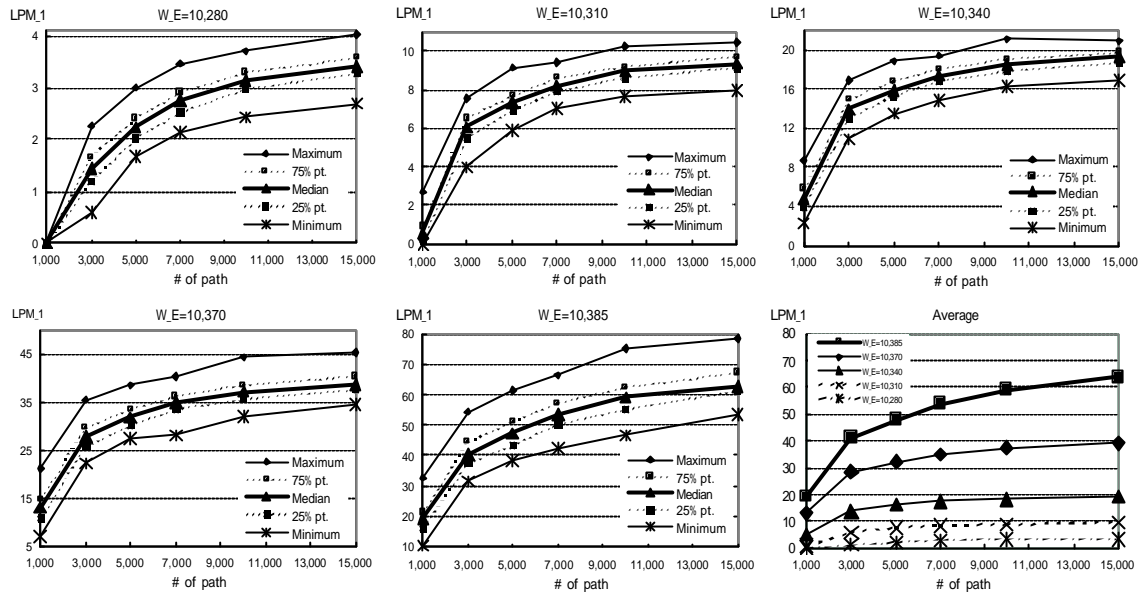 LPM_1
W_E=10,280
4
3
2
1
0
Maximum
75% pt.
Median
25% pt.
Minimum
1,000 3,000 5,000 7,000 9,000 11,000 13,000 15,000
# of path
LPM_1
W_E=10,310
10
8
6
4
2
0
Maximum
75% pt.
Median
25% pt.
Minimum
1,000 3,000 5,000 7,000 9,000 11,000 13,000 15,000
# of path
LPM_1
W_E=10,340
20
16
12
8
4
0
Maximum
75% pt.
Median
25% pt.
Minimum
1,000 3,000 5,000 7,000 9,000 11,000 13,000 15,000
# of path
LPM_1
W_E=10,370
45
35
25
15
5
Maximum
75% pt.
Median
25% pt.
Minimum
1,000 3,000 5,000 7,000 9,000 11,000 13,000 15,000
# of path
LPM_1
W_E=10,385
80
70
60
50
40
30
20
10
Maximum
75% pt.
Median
25% pt.
Minimum
1,000 3,000 5,000 7,000 9,000 11,000 13,000 15,000
# of path
LPM_1
Average
80
70
60
50
40
30
20
10
0
W_E=10,385
W_E=10,370
W_E=10,340
W_E=10,310
W_E=10,280
1,000 3,000 5,000 7,000 9,000 11,000 13,000 15,000
# of path